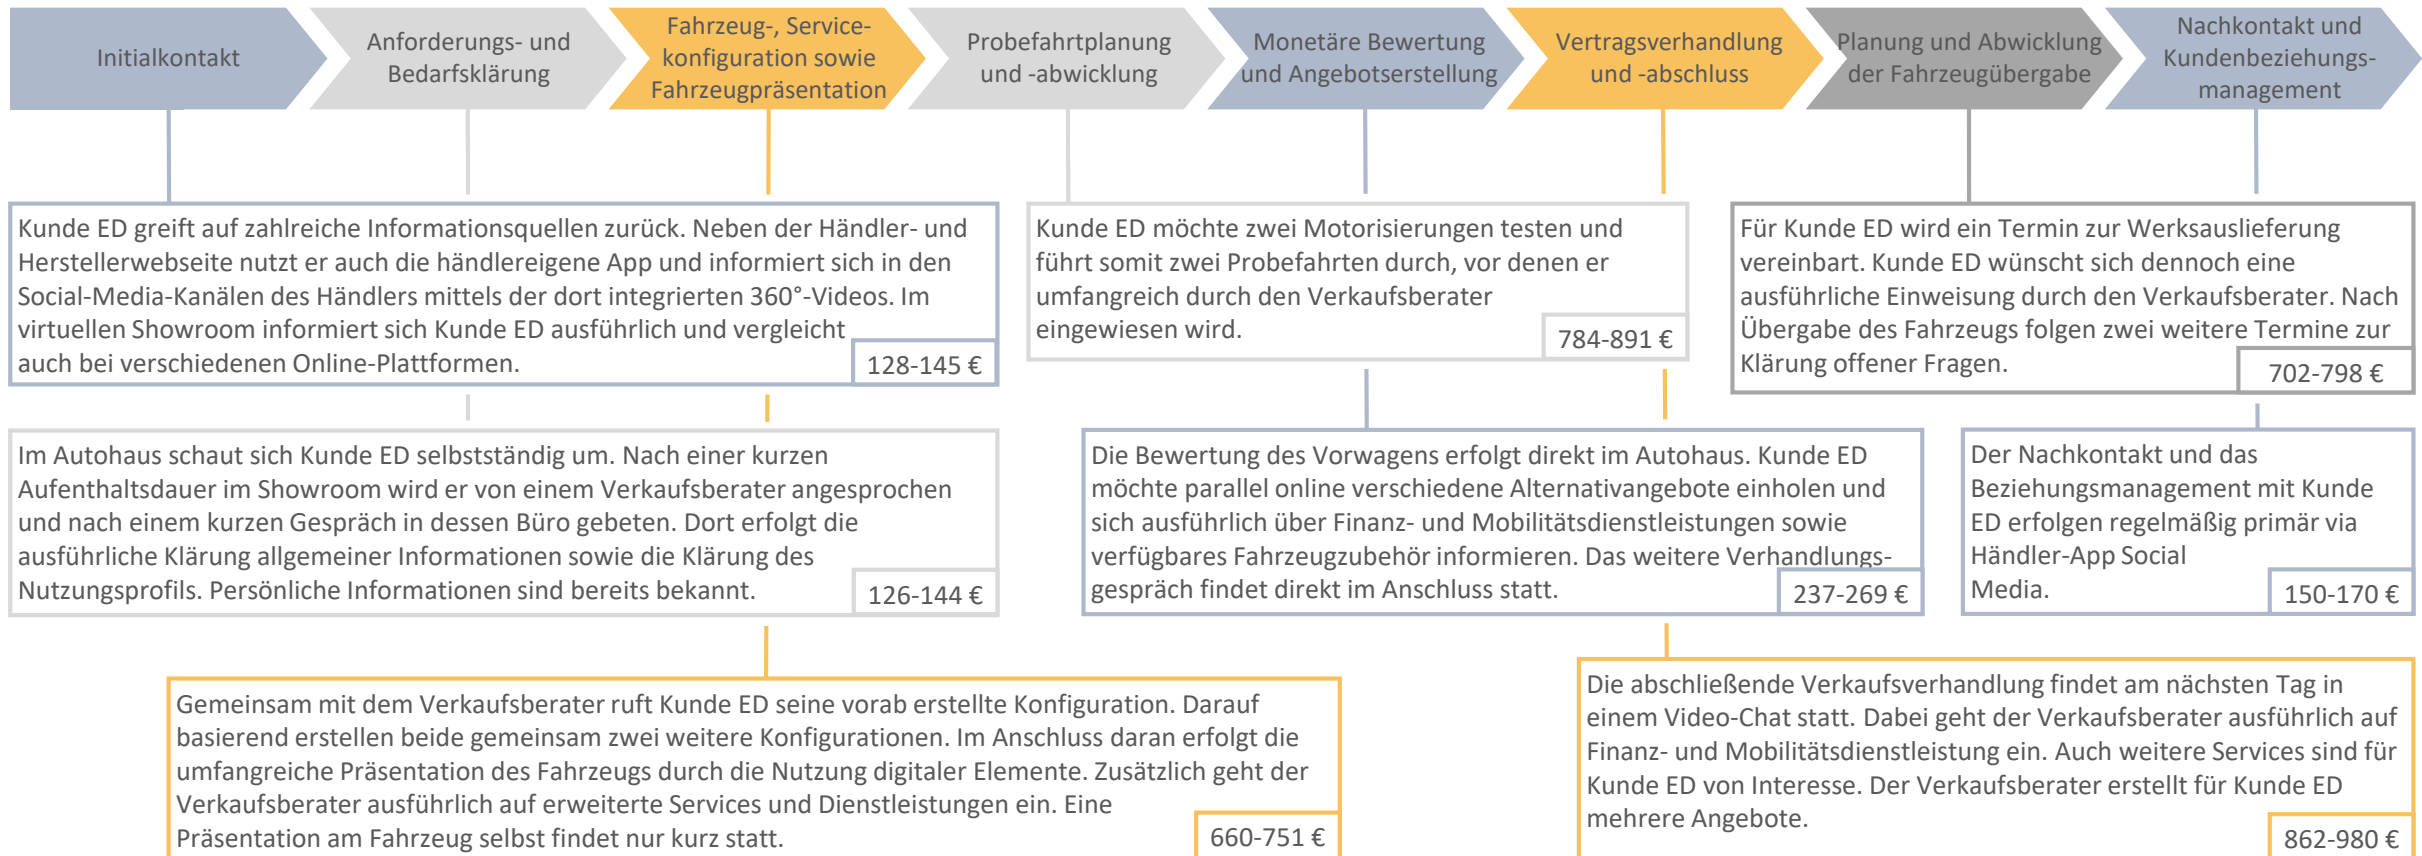 Initialkontakt
Anforderungs- und
Bedarfsklärung
Fahrzeug-, Service-
konfiguration sowie
Fahrzeugpräsentation
Probefahrtplanung
und -abwicklung
Monetäre Bewertung
und Angebotserstellung
Vertragsverhandlung
und -abschluss
Planung und Abwicklung
der Fahrzeugübergabe
Nachkontakt und
Kundenbeziehungs-
management
Kunde ED greift auf zahlreiche Informationsquellen zurück. Neben der Händler- und
Herstellerwebseite nutzt er auch die händlereigene App und informiert sich in den
Social-Media-Kanälen des Händlers mittels der dort integrierten 360°-Videos. Im
virtuellen Showroom informiert sich Kunde ED ausführlich und vergleicht
auch bei verschiedenen Online-Plattformen.
128-145 €
Kunde ED möchte zwei Motorisierungen testen und
führt somit zwei Probefahrten durch, vor denen er
umfangreich durch den Verkaufsberater
eingewiesen wird.
784-891 €
Für Kunde ED wird ein Termin zur Werksauslieferung
vereinbart. Kunde ED wünscht sich dennoch eine
ausführliche Einweisung durch den Verkaufsberater. Nach
Übergabe des Fahrzeugs folgen zwei weitere Termine zur
Klärung offener Fragen.
702-798 €
Im Autohaus schaut sich Kunde ED selbstständig um. Nach einer kurzen
Aufenthaltsdauer im Showroom wird er von einem Verkaufsberater angesprochen
und nach einem kurzen Gespräch in dessen Büro gebeten. Dort erfolgt die
ausführliche Klärung allgemeiner Informationen sowie die Klärung des
Nutzungsprofils. Persönliche Informationen sind bereits bekannt.
126-144 €
Die Bewertung des Vorwagens erfolgt direkt im Autohaus. Kunde ED
möchte parallel online verschiedene Alternativangebote einholen und
sich ausführlich über Finanz- und Mobilitätsdienstleistungen sowie
verfügbares Fahrzeugzubehör informieren. Das weitere Verhandlungs-
gespräch findet direkt im Anschluss statt.
237-269 €
Der Nachkontakt und das
Beziehungsmanagement mit Kunde
ED erfolgen regelmäßig primär via
Händler-App Social
Media.
150-170 €
Gemeinsam mit dem Verkaufsberater ruft Kunde ED seine vorab erstellte Konfiguration. Darauf
basierend erstellen beide gemeinsam zwei weitere Konfigurationen. Im Anschluss daran erfolgt die
umfangreiche Präsentation des Fahrzeugs durch die Nutzung digitaler Elemente. Zusätzlich geht der
Verkaufsberater ausführlich auf erweiterte Services und Dienstleistungen ein. Eine
Präsentation am Fahrzeug selbst findet nur kurz statt.
660-751 €
Die abschließende Verkaufsverhandlung findet am nächsten Tag in
einem Video-Chat statt. Dabei geht der Verkaufsberater ausführlich auf
Finanz- und Mobilitätsdienstleistung ein. Auch weitere Services sind für
Kunde ED von Interesse. Der Verkaufsberater erstellt für Kunde ED
mehrere Angebote.
862-980 €